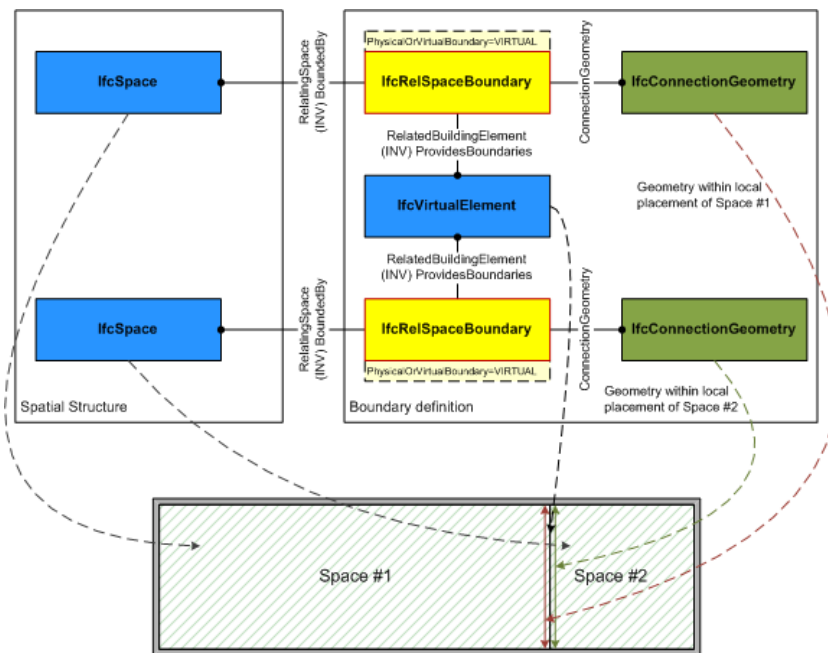 PhysicalOrVirtualBoundary=VIRTUAL
IfcSpace
RelatingSpace
(INV) BoundedBy
IfcRelSpaceBoundary
ConnectionGeometry
IfcConnectionGeometry
RelatedBuildingElement
(INV) ProvidesBoundaries
Geometry within local
placement of Space #1
IfcVirtualElement
RelatedBuildingElement
(INV) ProvidesBoundaries
IfcSpace
RelatingSpace
(INV) BoundedBy
IfcRelSpaceBoundary
ConnectionGeometry
IfcConnectionGeometry
PhysicalOrVirtualBoundary=VIRTUAL
Geometry within local
placement of Space #2
Spatial Structure
Boundary definition
Space #1
Space #2